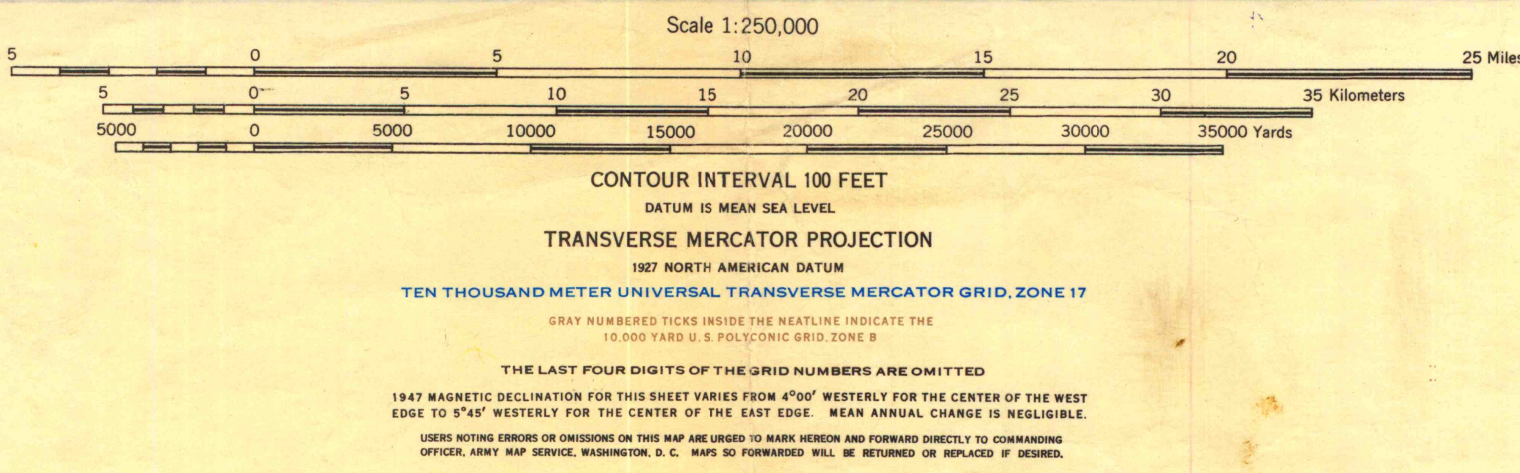 Scale 1:250,000
5 0 5 10 15 20 25 Miles
5 0 5 10 15 20 25 30 35 Kilometers
5000 0 5000 10000 15000 20000 25000 30000 35000 Yards
CONTOUR INTERVAL 100 FEET
DATUM IS MEAN SEA LEVEL
TRANSVERSE MERCATOR PROJECTION
1927 NORTH AMERICAN DATUM
TEN THOUSAND METER UNIVERSAL TRANSVERSE MERCATOR GRID, ZONE 17
GRAY NUMBERED TICKS INSIDE THE NEATLINE INDICATE THE
10,000 YARD U.S. POLYCONIC GRID, ZONE B
THE LAST FOUR DIGITS OF THE GRID NUMBERS ARE OMITTED
1947 MAGNETIC DECLINATION FOR THIS SHEET VARIES FROM 4°00' WESTERLY FOR THE CENTER OF THE WEST
EDGE TO 5°45' WESTERLY FOR THE CENTER OF THE EAST EDGE. MEAN ANNUAL CHANGE IS NEGLIGIBLE.
USERS NOTING ERRORS OR OMISSIONS ON THIS MAP ARE URGED TO MARK HEREON AND FORWARD DIRECTLY TO COMMANDING
OFFICER, ARMY MAP SERVICE, WASHINGTON, D. C. MAPS SO FORWARDED WILL BE RETURNED OR REPLACED IF DESIRED.